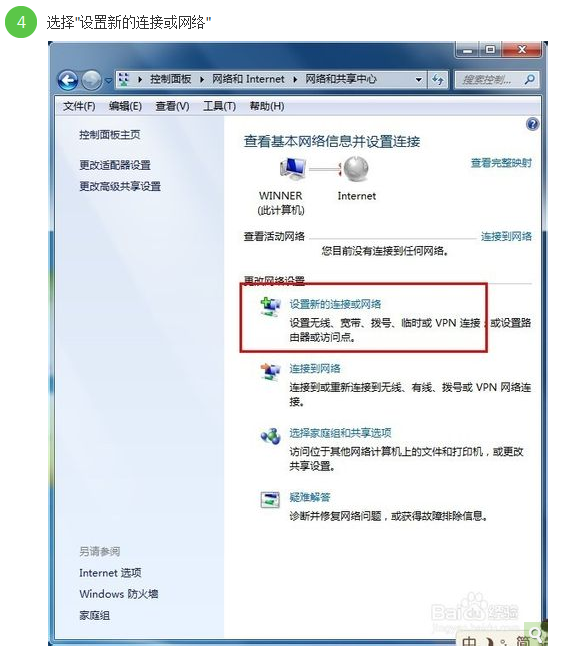 4 选择"设置新的连接或网络"
控制面板 网络和 Internet 网络和共享中心 搜索控制...
文件(F) 编辑(E) 查看(V) 工具(T) 帮助(H)
控制面板主页
更改适配器设置
更改高级共享设置
查看基本网络信息并设置连接
查看完整映射
WINNER
(此计算机)
Internet
查看活动网络
连接到网络
您目前没有连接到任何网络。
更改网络设置
设置新的连接或网络
设置无线、宽带、拨号、临时或 VPN 连接；或设置路
由器或访问点。
连接到网络
连接到或重新连接到无线、有线、拨号或 VPN 网络连
接。
选择家庭组和共享选项
访问位于其他网络计算机上的文件和打印机，或更改
共享设置。
疑难解答
诊断并修复网络问题，或获得故障排除信息。
另请参阅
Internet 选项
Windows 防火墙
家庭组
Baidu 经验
jingyan.baidu.com
中 简